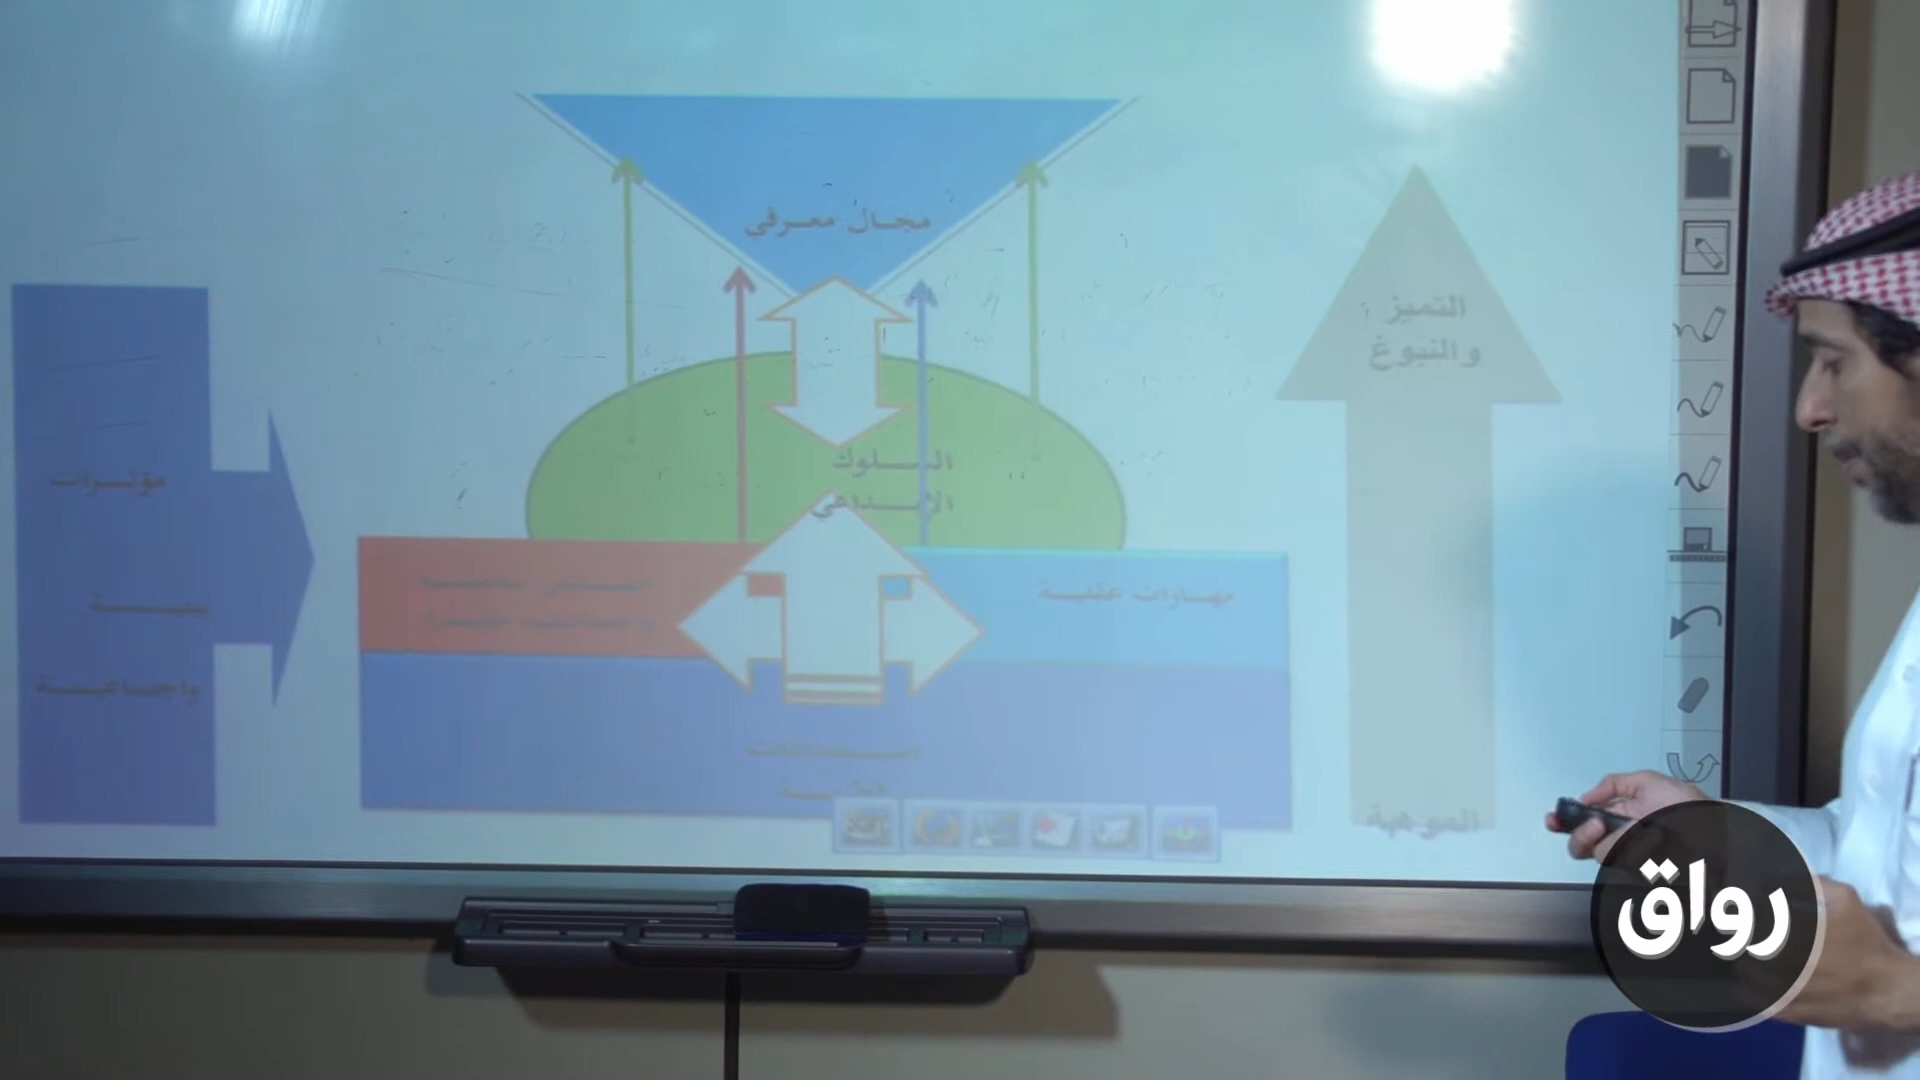 مجال معرفي
التميز
والنبوغ
السلوك
الإبداعي
مؤثرات
مهارات عقلية
بيئية
واجتماعية
الموهبة
رواق